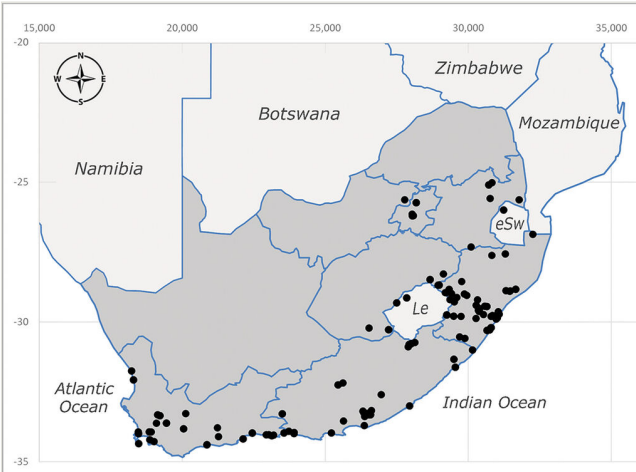 15,000 20,000 25,000 30,000 35,000
-20
N
W E
S
Zimbabwe
Botswana
Mozambique
Namibia
-25
eSw
-30
Le
Atlantic
Ocean
Indian Ocean
-35